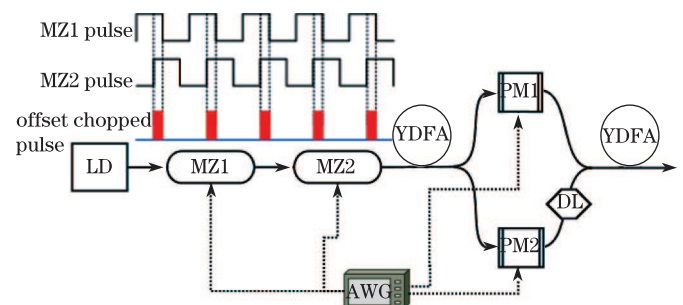 MZ1 pulse
MZ2 pulse
offset chopped
pulse
YDFA
PM1
YDFA
LD
MZ1
MZ2
DL
PM2
AWG